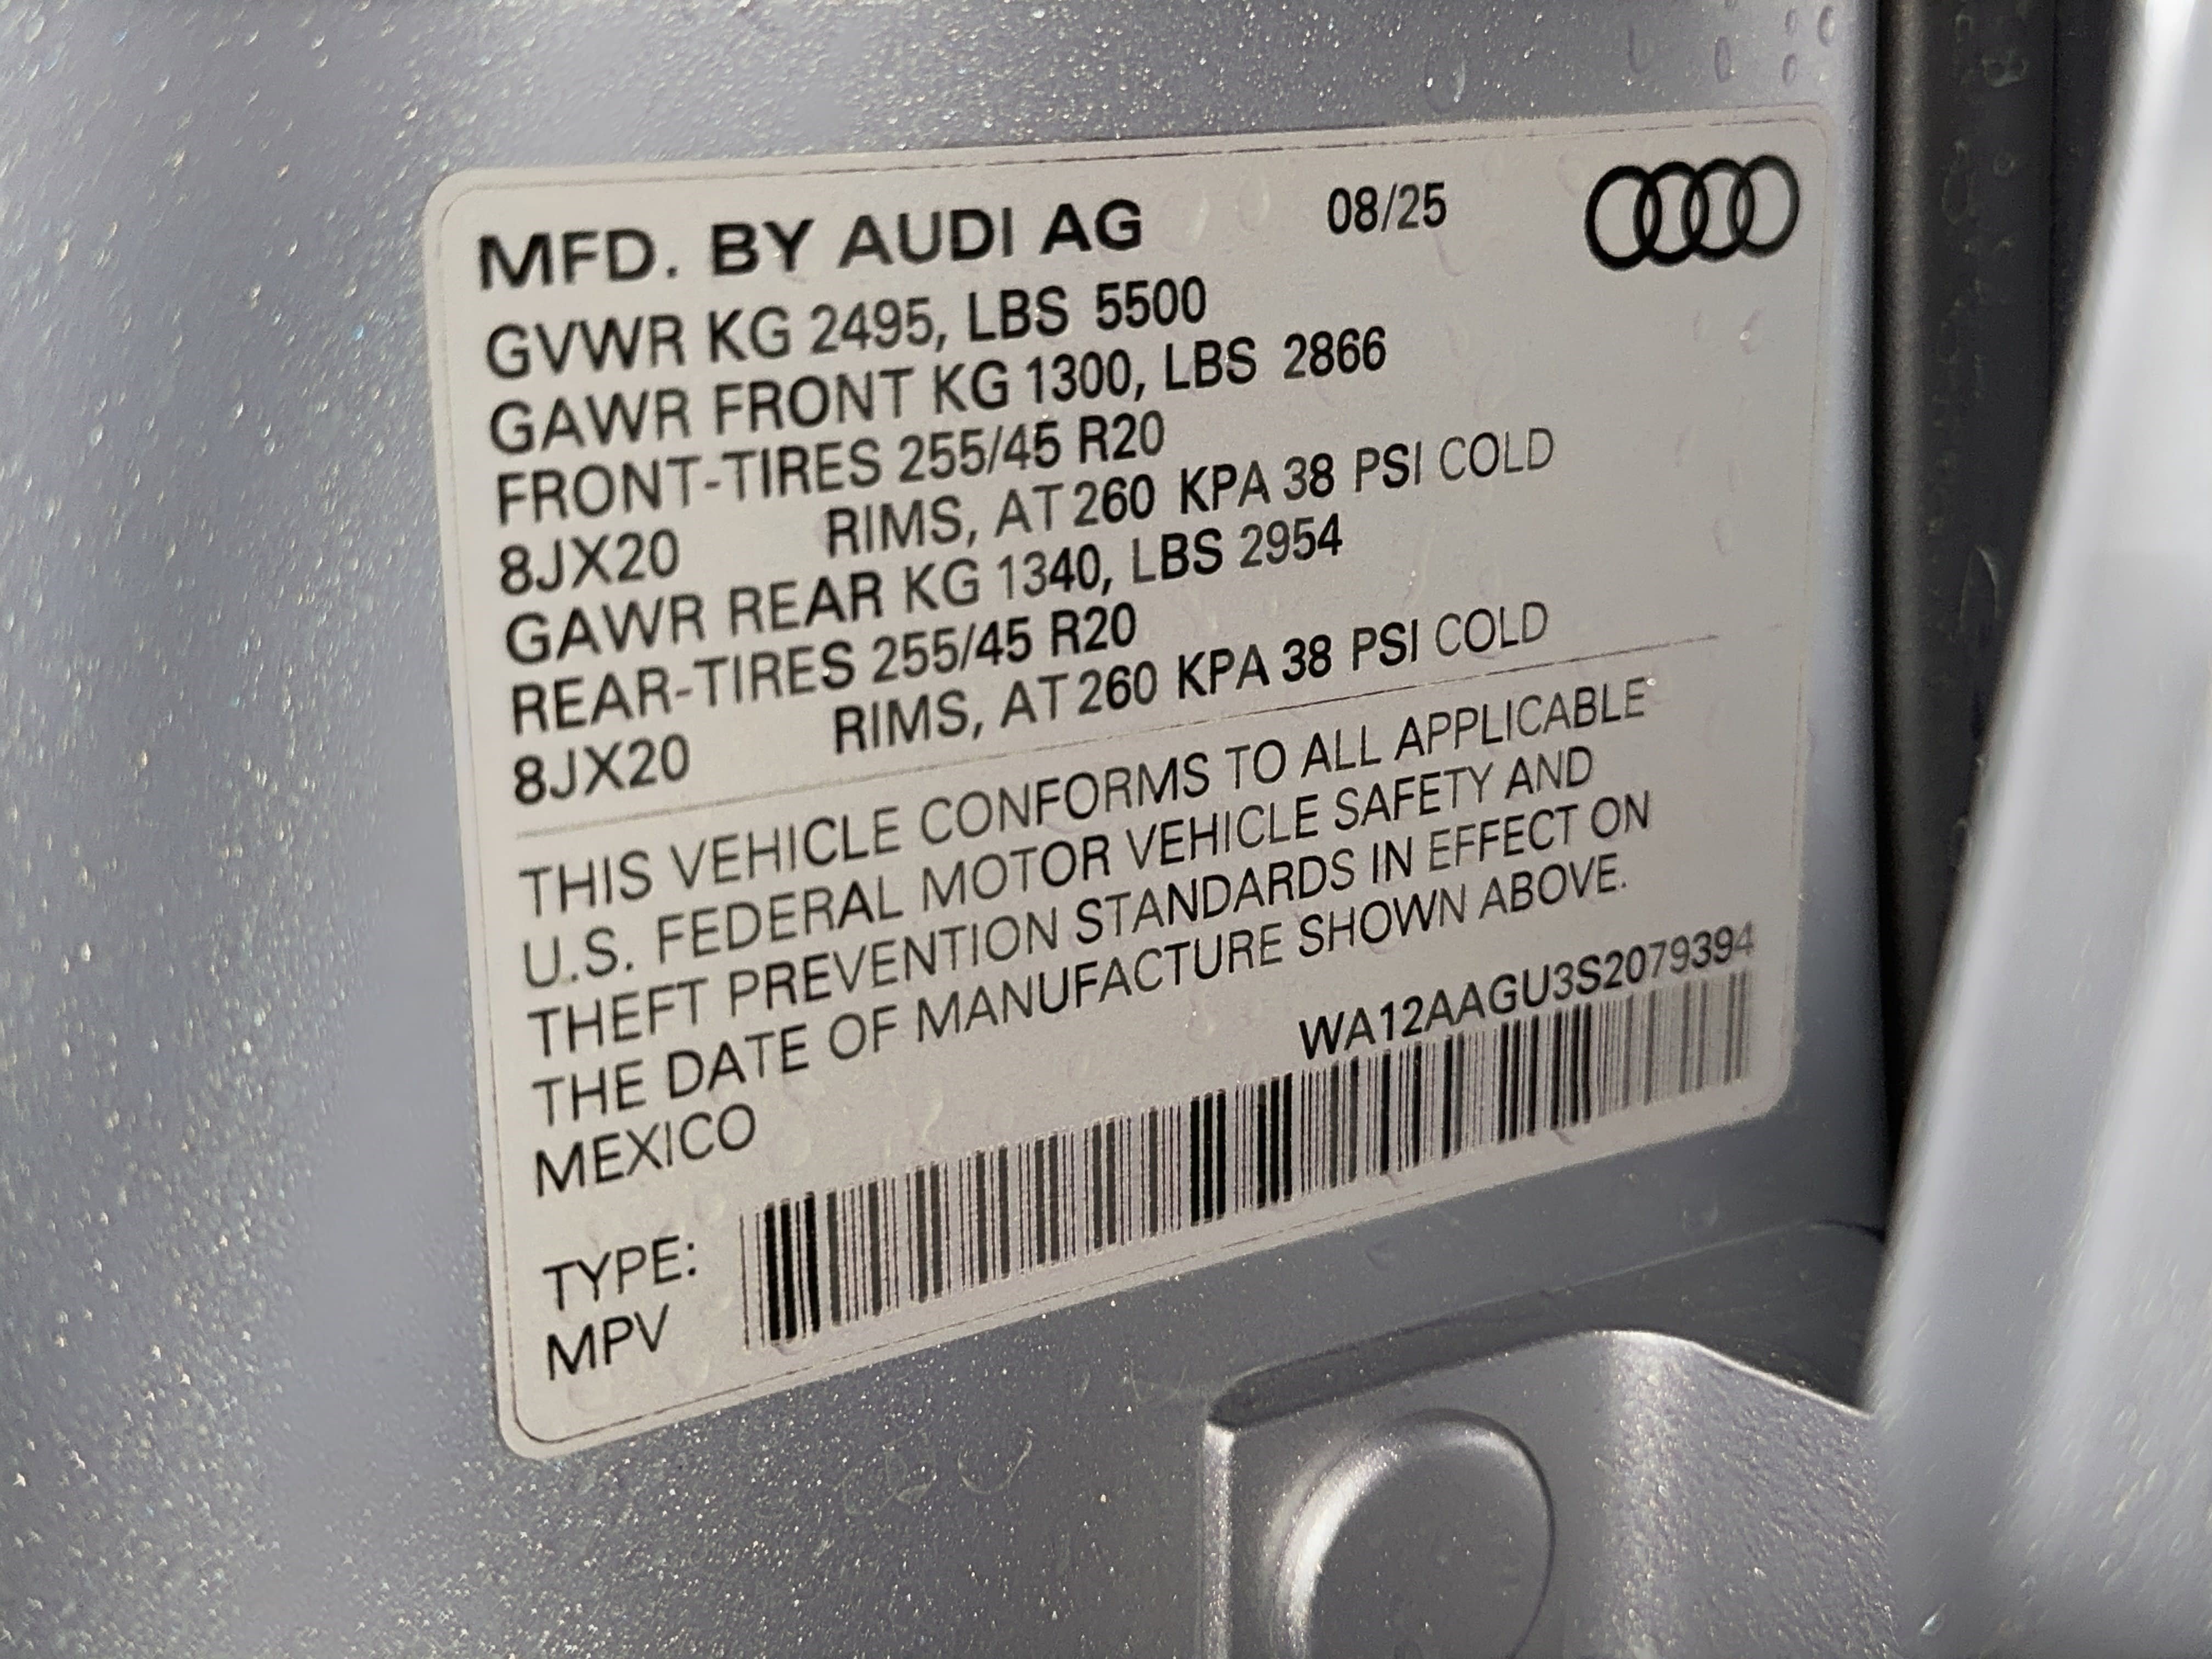 MFD. BY AUDI AG 08/25
GVWR KG 2495, LBS 5500
GAWR FRONT KG 1300, LBS 2866
FRONT-TIRES 255/45 R20
8JX20 RIMS, AT 260 KPA 38 PSI COLD
GAWR REAR KG 1340, LBS 2954
REAR-TIRES 255/45 R20
8JX20 RIMS, AT 260 KPA 38 PSI COLD
THIS VEHICLE CONFORMS TO ALL APPLICABLE
U.S. FEDERAL MOTOR VEHICLE SAFETY AND
THEFT PREVENTION STANDARDS IN EFFECT ON
THE DATE OF MANUFACTURE SHOWN ABOVE.
MEXICO
WA12AAGU3S2079394
TYPE:
MPV